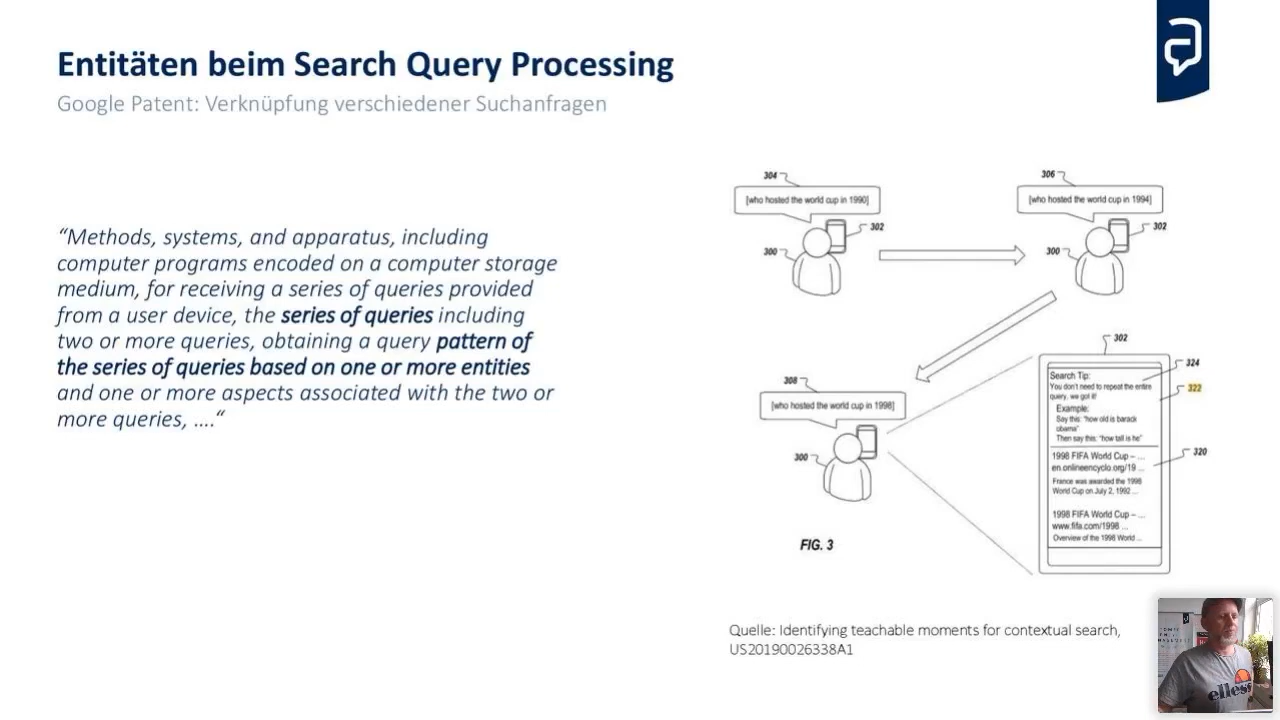 Entitäten beim Search Query Processing
Google Patent: Verknüpfung verschiedener Suchanfragen
“Methods, systems, and apparatus, including
computer programs encoded on a computer storage
medium, for receiving a series of queries provided
from a user device, the series of queries including
two or more queries, obtaining a query pattern of
the series of queries based on one or more entities
and one or more aspects associated with the two or
more queries, ....“
304
[who hosted the world cup in 1990]
302
300
306
[who hosted the world cup in 1994]
302
300
308
[who hosted the world cup in 1998]
300
FIG. 3
302
324
322
320
Search Tip:
You don't need to repeat the entire
query, we got it!
Example:
Say this: "how old is barack
obama"
Then say this: "how tall is he"
1998 FIFA World Cup – ...
en.onlineencyclo.org/19 ...
France was awarded the 1998
World Cup on July 2, 1992 ...
1998 FIFA World Cup – ...
www.fifa.com/1998 ...
Overview of the 1998 World ...
Quelle: Identifying teachable moments for contextual search,
US20190026338A1
ellesse